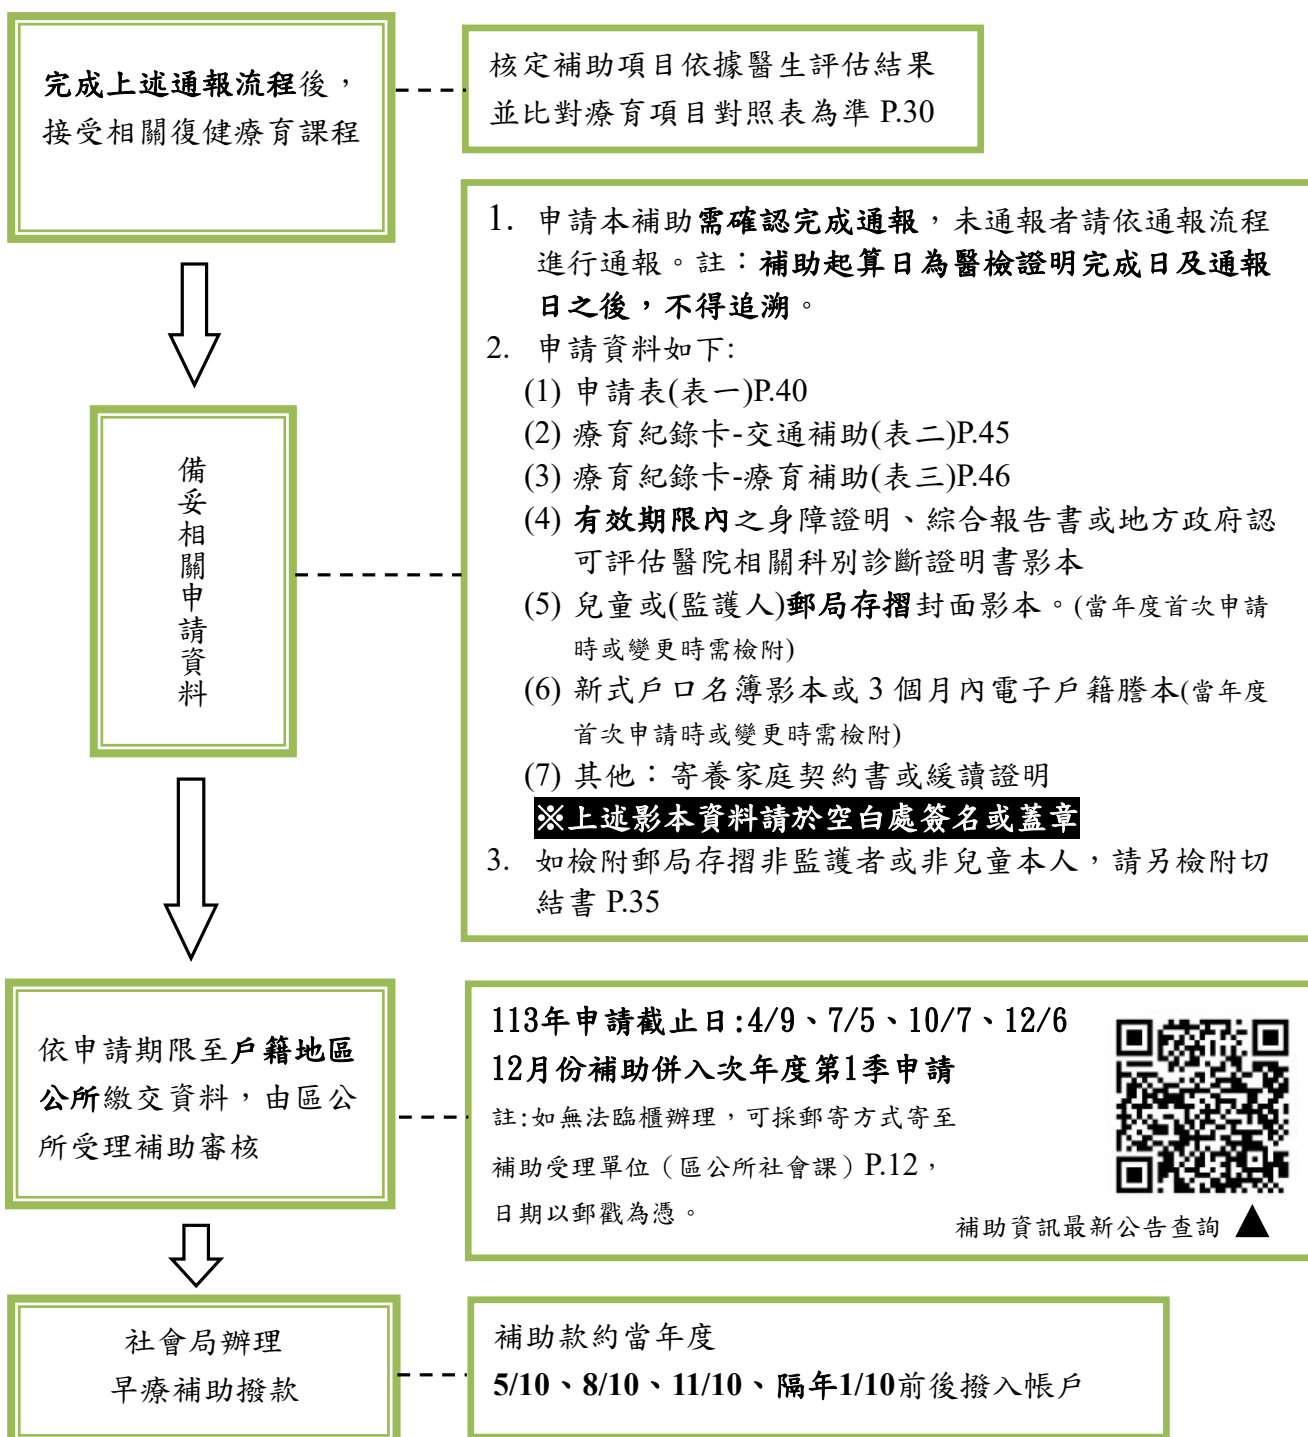 完成上述通報流程後，
接受相關復健療育課程
核定補助項目依據醫生評估結果
並比對療育項目對照表為準 P.30
1. 申請本補助需確認完成通報，未通報者請依通報流程
進行通報。註：補助起算日為醫檢證明完成日及通報
日之後，不得追溯。
2. 申請資料如下:
(1) 申請表(表一)P.40
(2) 療育紀錄卡-交通補助(表二)P.45
(3) 療育紀錄卡-療育補助(表三)P.46
(4) 有效期限內之身障證明、綜合報告書或地方政府認
可評估醫院相關科別診斷證明書影本
(5) 兒童或(監護人)郵局存摺封面影本。(當年度首次申請
時或變更時需檢附)
(6) 新式戶口名簿影本或 3 個月內電子戶籍謄本(當年度
首次申請時或變更時需檢附)
(7) 其他：寄養家庭契約書或緩讀證明
※上述影本資料請於空白處簽名或蓋章
3. 如檢附郵局存摺非監護者或非兒童本人，請另檢附切
結書 P.35
備妥相關申請資料
依申請期限至戶籍地區
公所繳交資料，由區公
所受理補助審核
113年申請截止日:4/9、7/5、10/7、12/6
12月份補助併入次年度第1季申請
註:如無法臨櫃辦理，可採郵寄方式寄至
補助受理單位（區公所社會課）P.12，
日期以郵戳為憑。
補助資訊最新公告查詢 ▲
社會局辦理
早療補助撥款
補助款約當年度
5/10、8/10、11/10、隔年1/10前後撥入帳戶